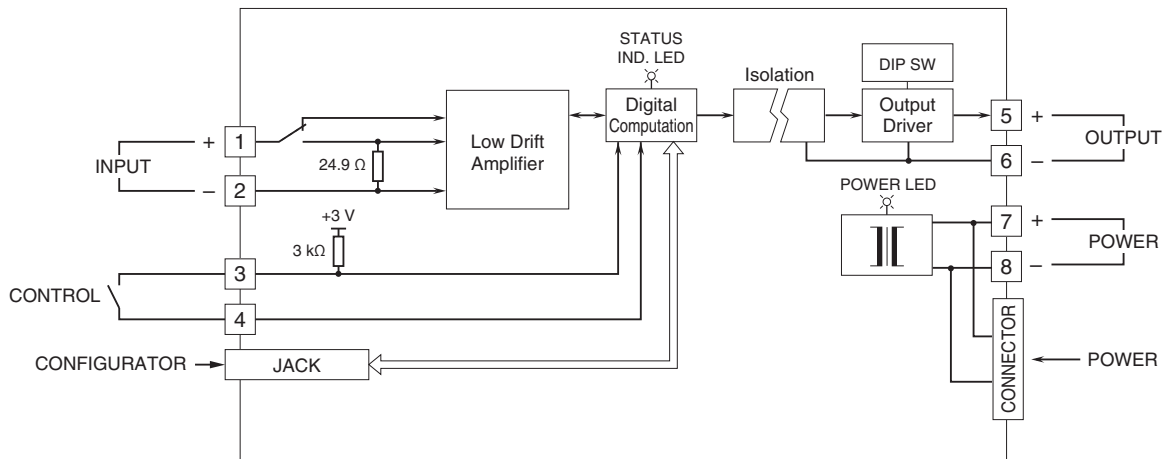 STATUS
IND. LED
Isolation
DIP SW
Digital
Computation
Output
Driver
5
+
OUTPUT
6
–
INPUT
+
1
–
2
24.9 Ω
Low Drift
Amplifier
POWER LED
7
+
POWER
8
–
+3 V
3 kΩ
CONTROL
3
4
CONFIGURATOR
JACK
CONNECTOR
POWER